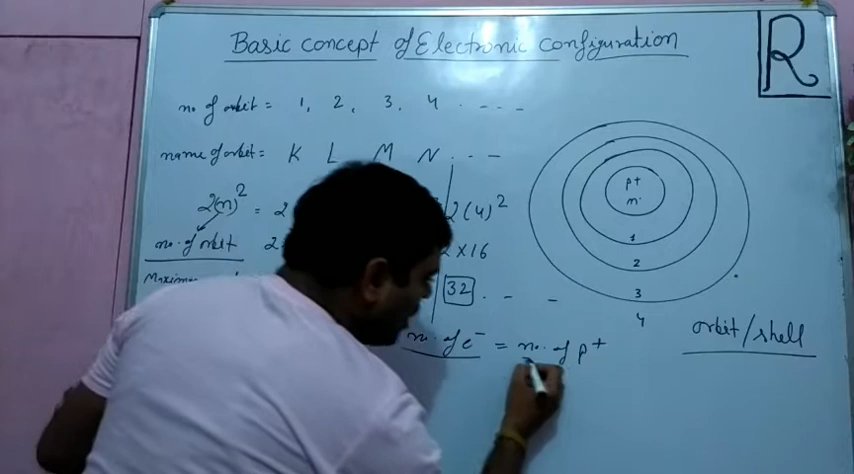 Basic concept of Electronic configuration
R
no of orbit = 1, 2, 3, 4 . - - -
name of orbit = K L M N . - -
2(n)² = 2 2(4)²
no. of orbit 2 × 16
32 . - -
no. of e⁻ = no. of p⁺
p+
n
1
2
3
4
orbit/shell